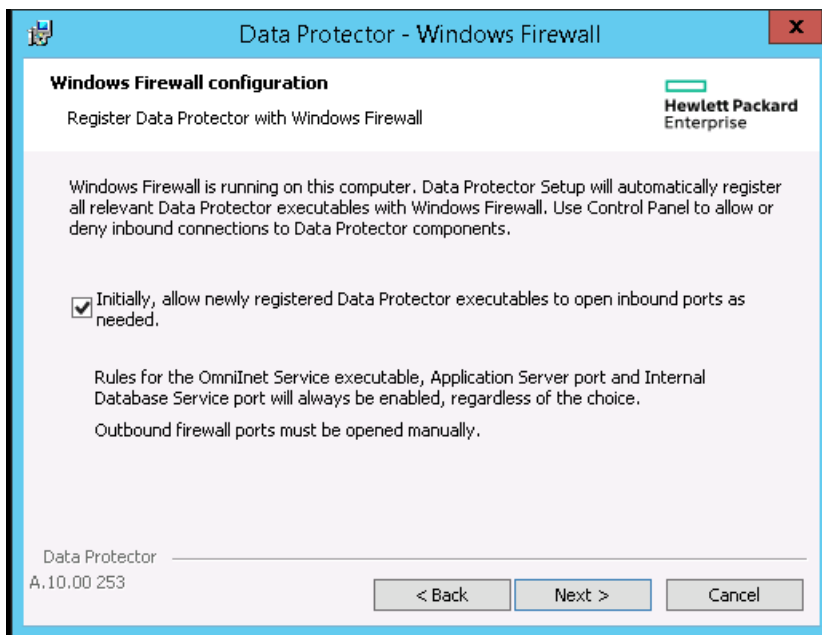 Data Protector - Windows Firewall
x
Windows Firewall configuration
Register Data Protector with Windows Firewall
Hewlett Packard
Enterprise
Windows Firewall is running on this computer. Data Protector Setup will automatically register
all relevant Data Protector executables with Windows Firewall. Use Control Panel to allow or
deny inbound connections to Data Protector components.
Initially, allow newly registered Data Protector executables to open inbound ports as
needed.
Rules for the OmniInet Service executable, Application Server port and Internal
Database Service port will always be enabled, regardless of the choice.
Outbound firewall ports must be opened manually.
Data Protector
A.10.00 253
< Back
Next >
Cancel